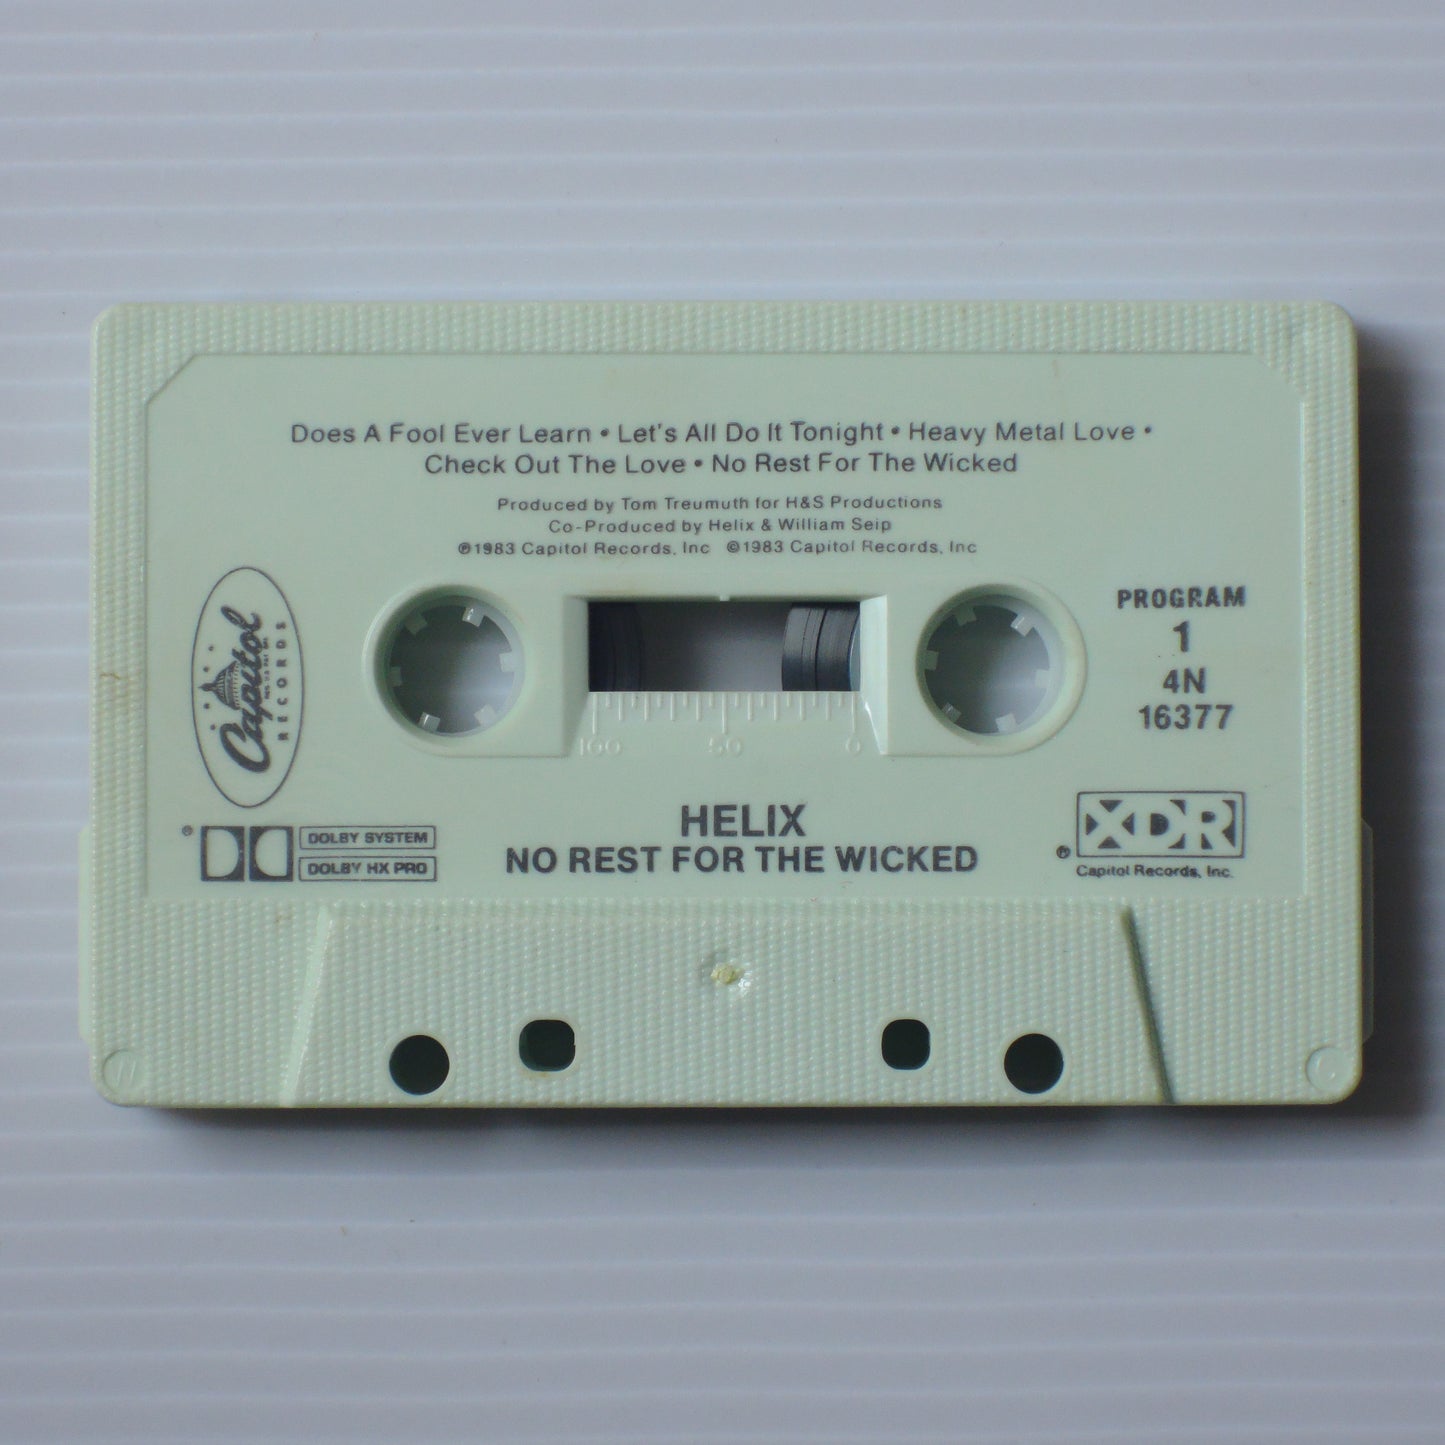 Does A Fool Ever Learn • Let's All Do It Tonight • Heavy Metal Love •
Check Out The Love • No Rest For The Wicked
Produced by Tom Treumuth for H&S Productions
Co-Produced by Helix & William Seip
℗1983 Capitol Records, Inc ©1983 Capitol Records, Inc
Capitol
RECORDS
PROGRAM
1
4N
16377
100 50 0
HELIX
NO REST FOR THE WICKED
® DOLBY SYSTEM
DOLBY HX PRO
® XDR
Capitol Records, Inc.